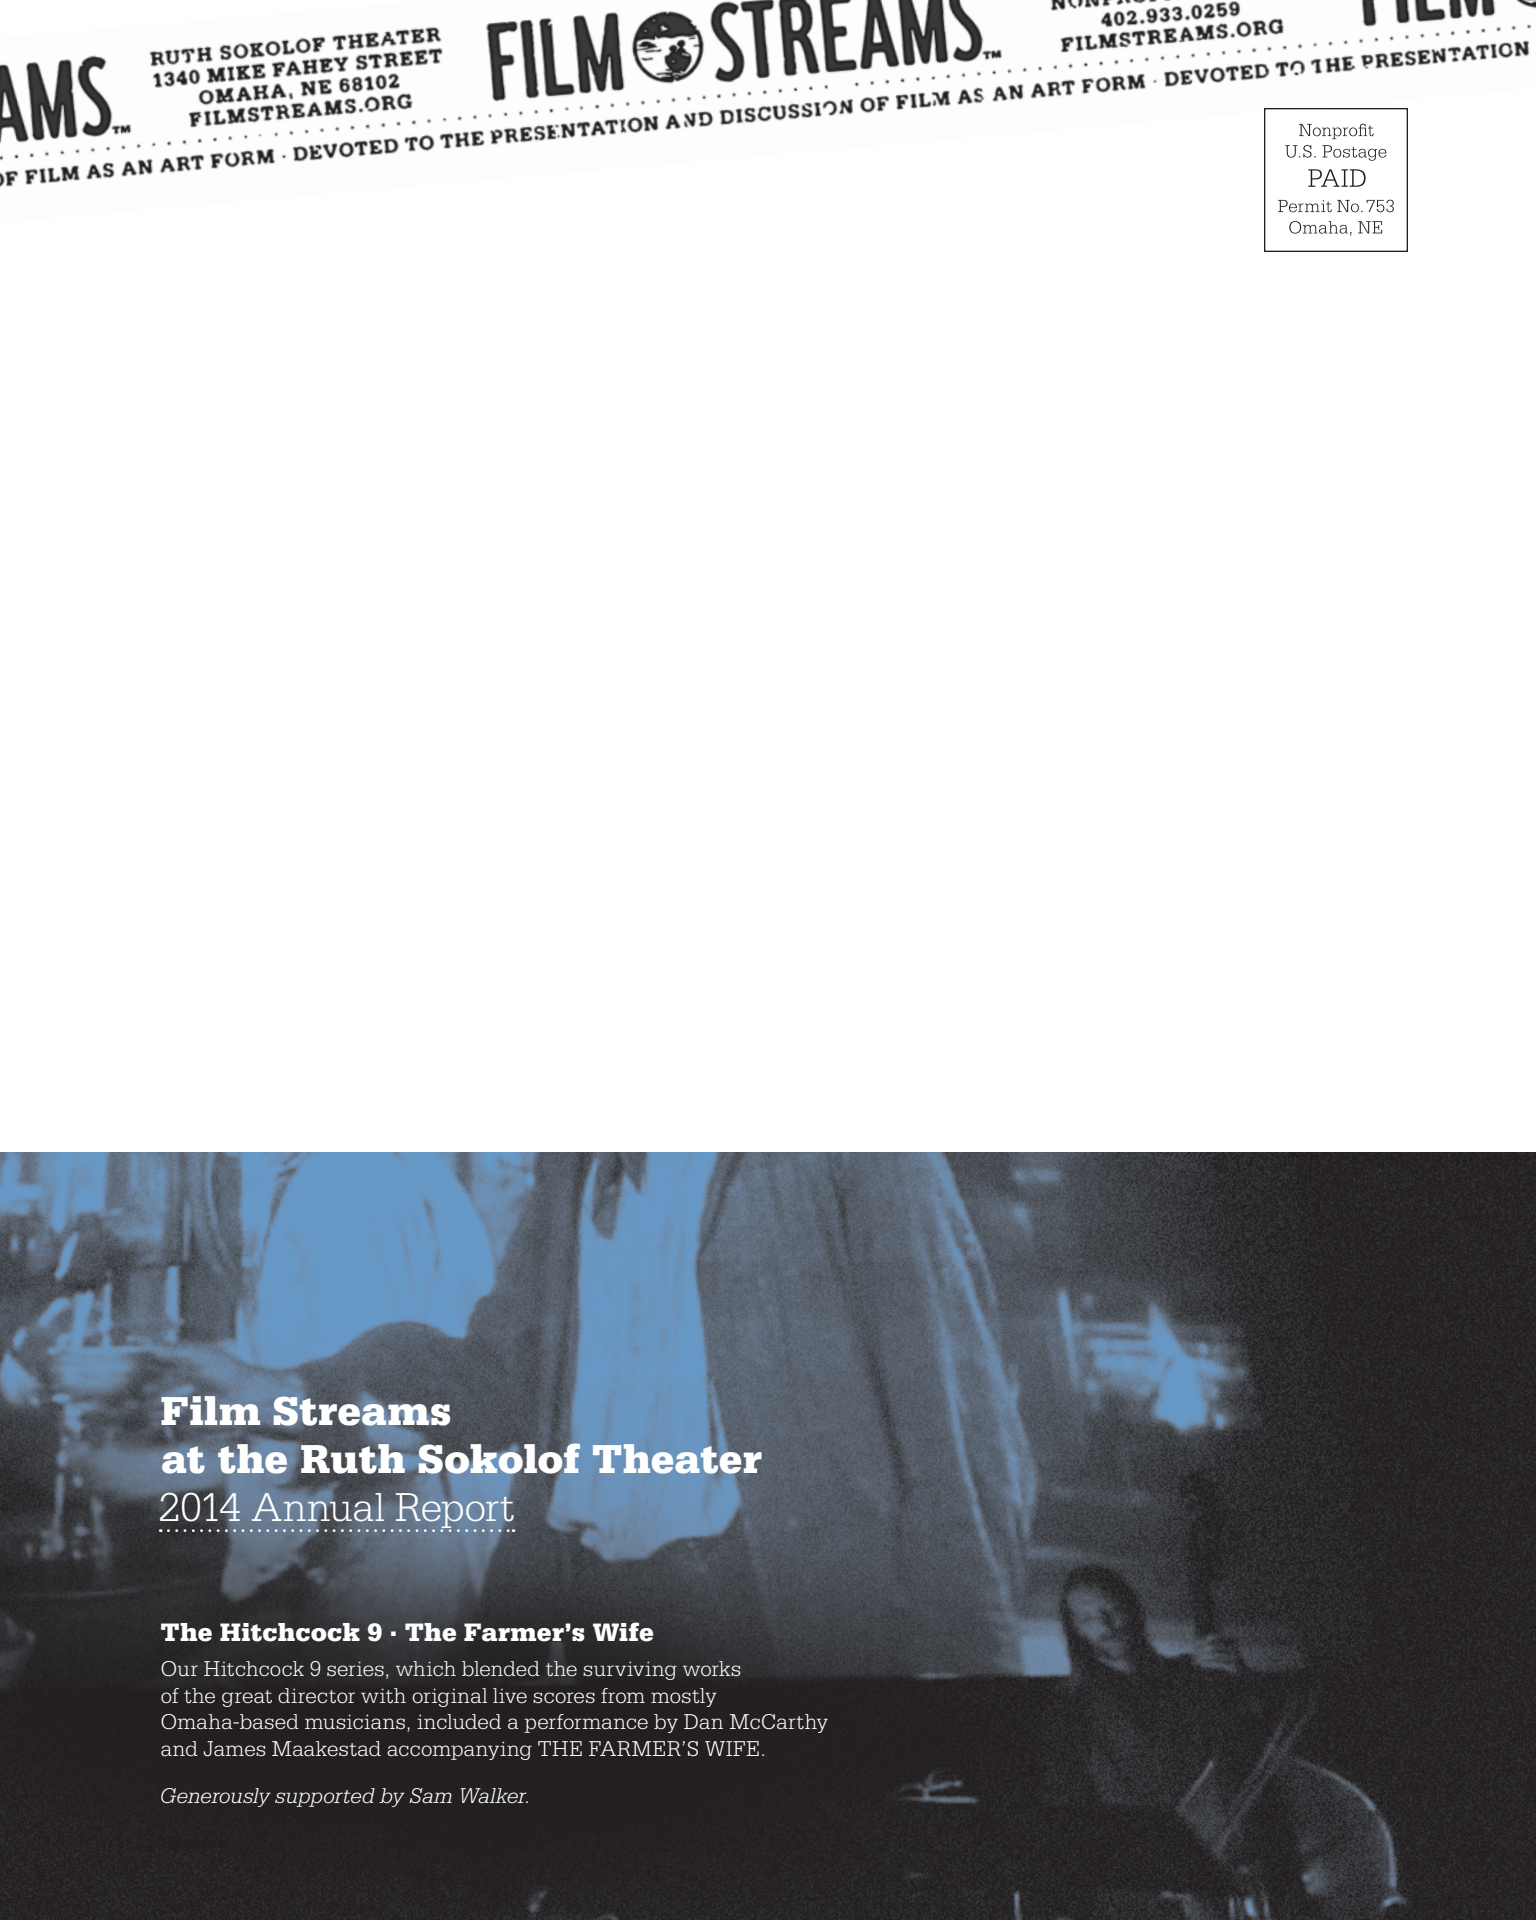 AMS™
RUTH SOKOLOF THEATER
1340 MIKE FAHEY STREET
OMAHA, NE 68102
FILMSTREAMS.ORG
FILM STREAMS™
402.933.0259
FILMSTREAMS.ORG
FILM
OF FILM AS AN ART FORM · DEVOTED TO THE PRESENTATION AND DISCUSSION OF FILM AS AN ART FORM · DEVOTED TO THE PRESENTATION
Nonprofit
U.S. Postage
PAID
Permit No. 753
Omaha, NE
Film Streams
at the Ruth Sokolof Theater
2014 Annual Report
The Hitchcock 9 · The Farmer’s Wife
Our Hitchcock 9 series, which blended the surviving works
of the great director with original live scores from mostly
Omaha-based musicians, included a performance by Dan McCarthy
and James Maakestad accompanying THE FARMER’S WIFE.
Generously supported by Sam Walker.